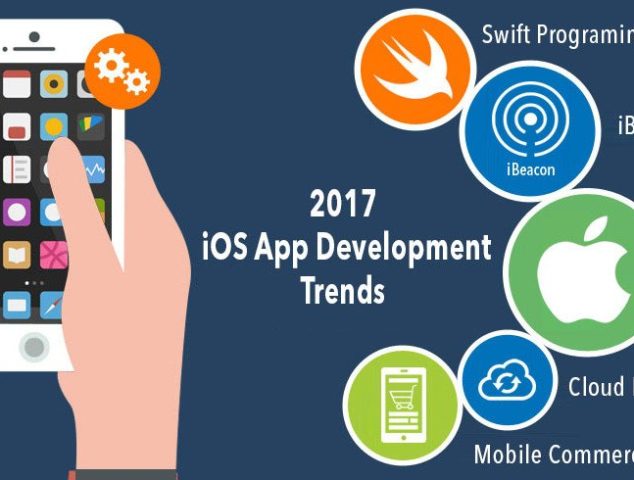 Swift Programin
iB
iBeacon
2017
iOS App Development
Trends
Cloud
Mobile Commerc